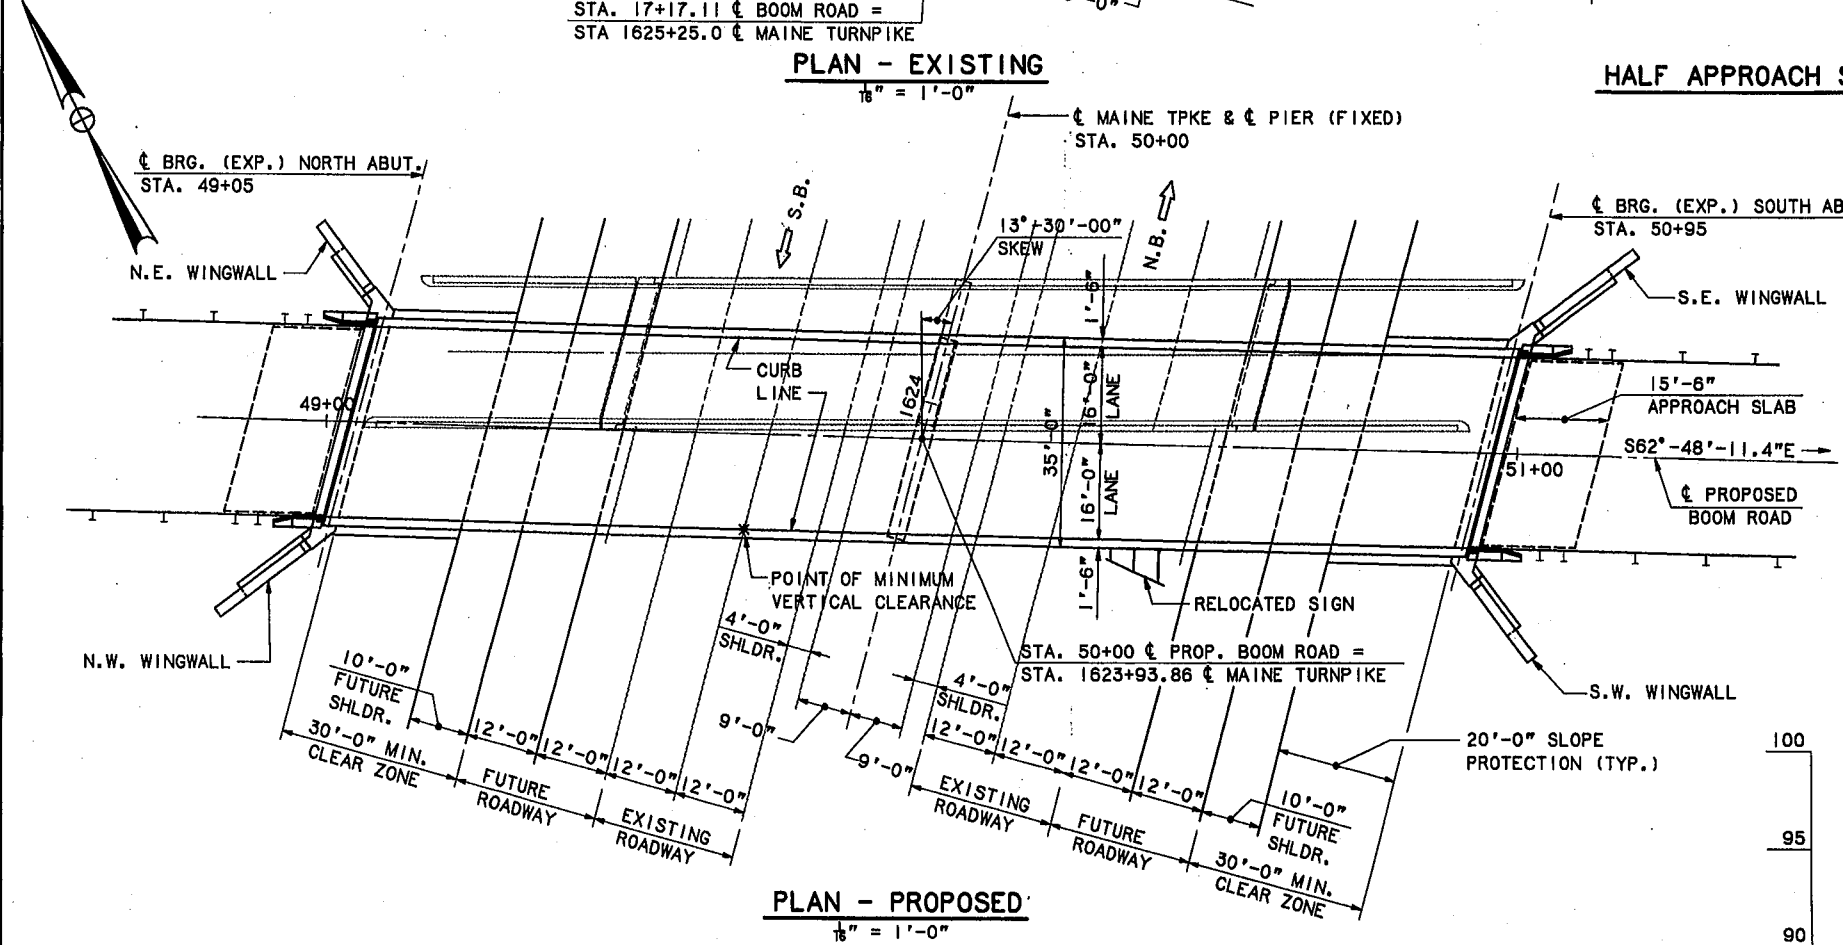 STA. 17+17.11 ℄ BOOM ROAD =
STA 1625+25.0 ℄ MAINE TURNPIKE
PLAN - EXISTING
1/16" = 1'-0"
HALF APPROACH
℄ MAINE TPKE & ℄ PIER (FIXED)
STA. 50+00
℄ BRG. (EXP.) NORTH ABUT.
STA. 49+05
S.B.
N.B.
13°-30'-00"
SKEW
℄ BRG. (EXP.) SOUTH AB
STA. 50+95
N.E. WINGWALL
S.E. WINGWALL
1'-6"
CURB
LINE
49+00
1624
16'-0"
LANE
35'-0"
16'-0"
LANE
1'-6"
15'-6"
APPROACH SLAB
S62°-48'-11.4"E
51+00
℄ PROPOSED
BOOM ROAD
POINT OF MINIMUM
VERTICAL CLEARANCE
RELOCATED SIGN
N.W. WINGWALL
S.W. WINGWALL
4'-0"
SHLDR.
STA. 50+00 ℄ PROP. BOOM ROAD =
STA. 1623+93.86 ℄ MAINE TURNPIKE
10'-0"
FUTURE
SHLDR.
4'-0"
SHLDR.
9'-0"
9'-0"
12'-0"
12'-0"
12'-0"
12'-0"
12'-0"
12'-0"
12'-0"
12'-0"
30'-0" MIN.
CLEAR ZONE
FUTURE
ROADWAY
EXISTING
ROADWAY
EXISTING
ROADWAY
FUTURE
ROADWAY
10'-0"
FUTURE
SHLDR.
30'-0" MIN.
CLEAR ZONE
20'-0" SLOPE
PROTECTION (TYP.)
100
95
90
PLAN - PROPOSED
1/16" = 1'-0"